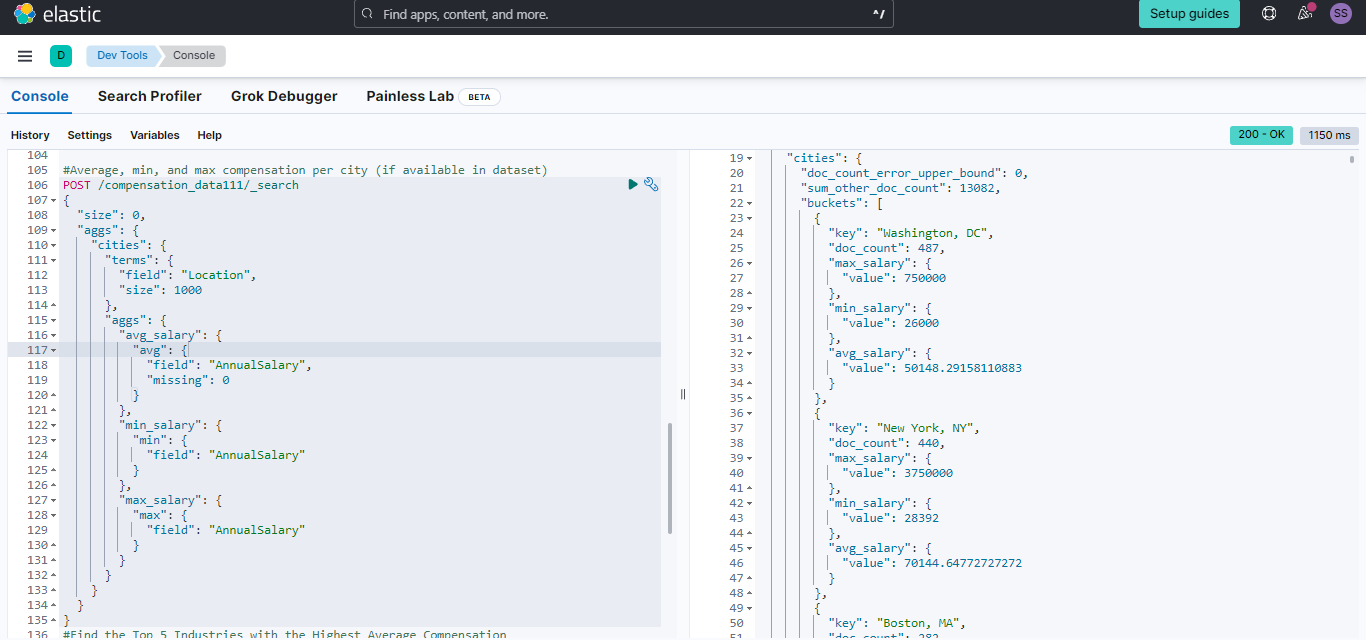 elastic
Find apps, content, and more.
^/
Setup guides
SS
D
Dev Tools
Console
Console
Search Profiler
Grok Debugger
Painless Lab
BETA
History
Settings
Variables
Help
200 - OK
1150 ms
104
105 #Average, min, and max compensation per city (if available in dataset)
106 POST /compensation_data111/_search
107 {
108 "size": 0,
109 "aggs": {
110 "cities": {
111 "terms": {
112 "field": "Location",
113 "size": 1000
114 },
115 "aggs": {
116 "avg_salary": {
117 "avg": {
118 "field": "AnnualSalary",
119 "missing": 0
120 }
121 },
122 "min_salary": {
123 "min": {
124 "field": "AnnualSalary"
125 }
126 },
127 "max_salary": {
128 "max": {
129 "field": "AnnualSalary"
130 }
131 }
132 }
133 }
134 }
135 }
136 #Find the Top 5 Industries with the Highest Average Compensation
19 "cities": {
20 "doc_count_error_upper_bound": 0,
21 "sum_other_doc_count": 13082,
22 "buckets": [
23 {
24 "key": "Washington, DC",
25 "doc_count": 487,
26 "max_salary": {
27 "value": 750000
28 },
29 "min_salary": {
30 "value": 26000
31 },
32 "avg_salary": {
33 "value": 50148.29158110883
34 }
35 },
36 {
37 "key": "New York, NY",
38 "doc_count": 440,
39 "max_salary": {
40 "value": 3750000
41 },
42 "min_salary": {
43 "value": 28392
44 },
45 "avg_salary": {
46 "value": 70144.64772727272
47 }
48 },
49 {
50 "key": "Boston, MA",
51 "doc_count": 282,